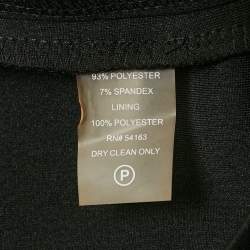 93% POLYESTER
7% SPANDEX
LINING
100% POLYESTER
RN# 54163
DRY CLEAN ONLY
P